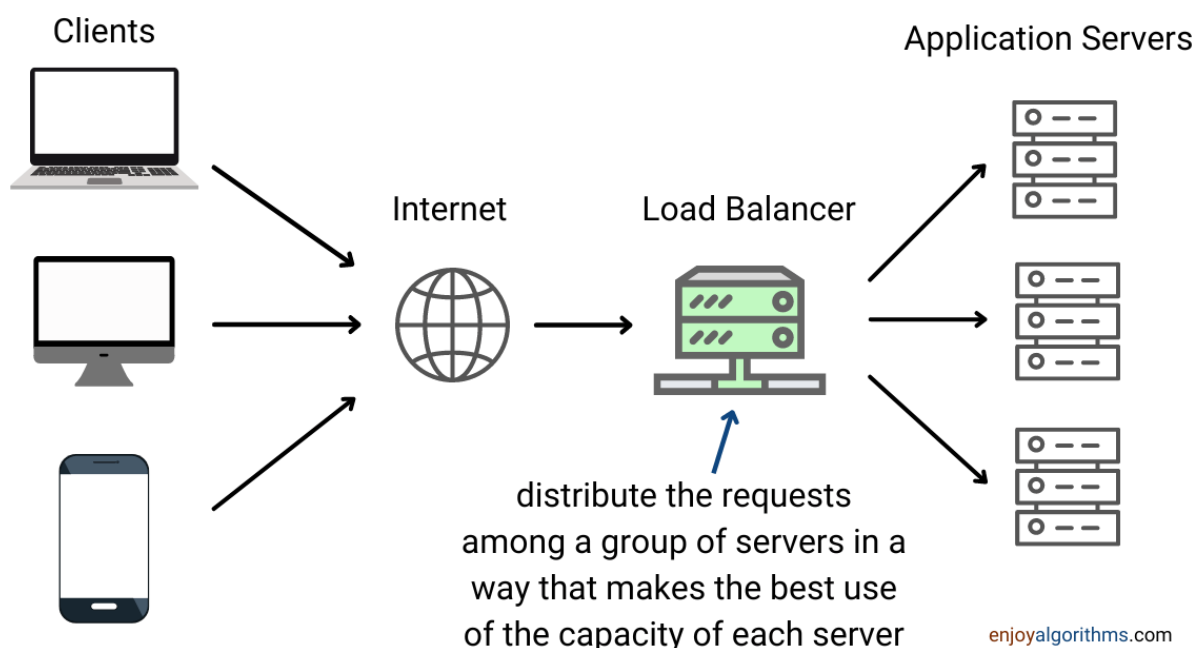 Clients
Application Servers
Internet
Load Balancer
distribute the requests
among a group of servers in a
way that makes the best use
of the capacity of each server
enjoyalgorithms.com